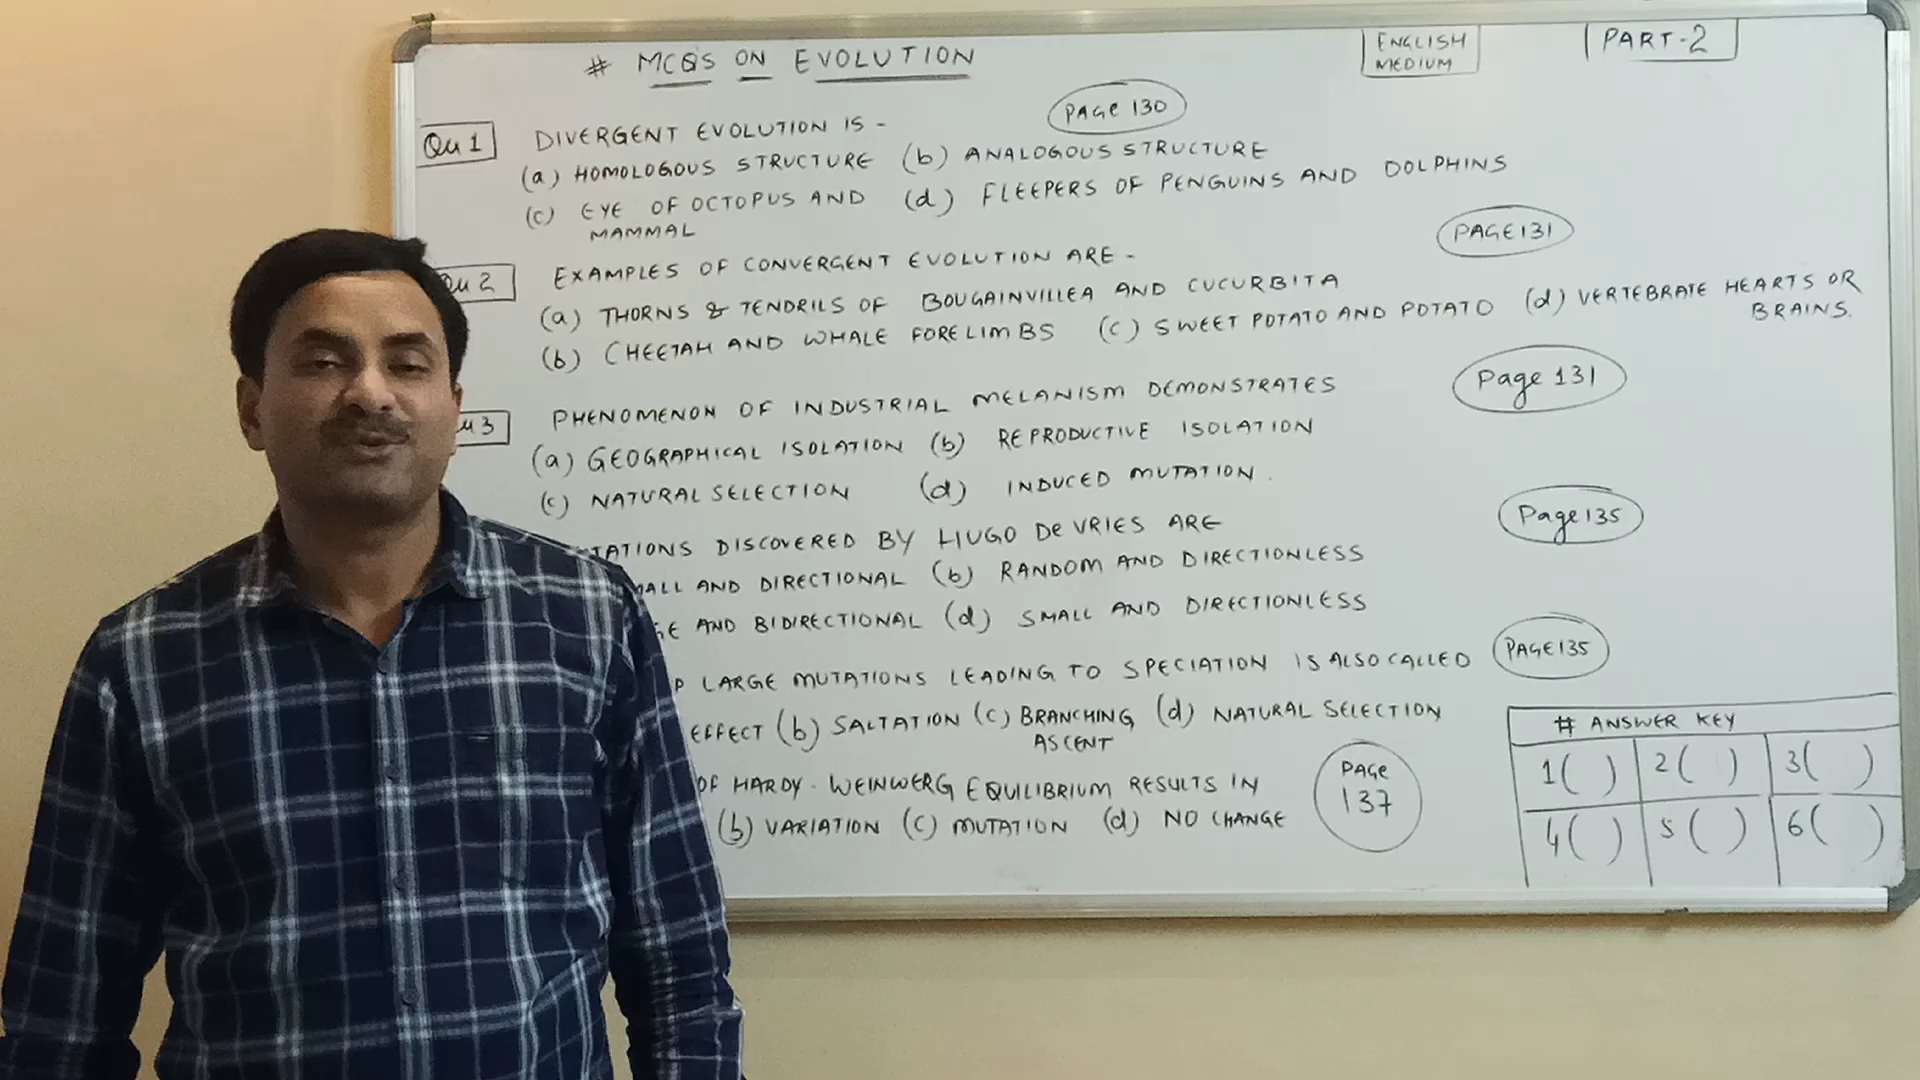 # MCQ'S ON EVOLUTION
ENGLISH MEDIUM
PART-2
Qu 1 DIVERGENT EVOLUTION IS -
PAGE 130
(a) HOMOLOGOUS STRUCTURE (b) ANALOGOUS STRUCTURE
(c) EYE OF OCTOPUS AND MAMMAL (d) FLEEPERS OF PENGUINS AND DOLPHINS
Qu 2 EXAMPLES OF CONVERGENT EVOLUTION ARE -
PAGE 131
(a) THORNS & TENDRILS OF BOUGAINVILLEA AND CUCURBITA
(b) CHEETAH AND WHALE FORELIMBS (c) SWEET POTATO AND POTATO (d) VERTEBRATE HEARTS OR BRAINS.
3 PHENOMENON OF INDUSTRIAL MELANISM DEMONSTRATES
Page 131
(a) GEOGRAPHICAL ISOLATION (b) REPRODUCTIVE ISOLATION
(c) NATURAL SELECTION (d) INDUCED MUTATION.
DISCOVERED BY HUGO De VRIES ARE
Page 135
AND DIRECTIONAL (b) RANDOM AND DIRECTIONLESS
AND BIDIRECTIONAL (d) SMALL AND DIRECTIONLESS
LARGE MUTATIONS LEADING TO SPECIATION IS ALSO CALLED
PAGE 135
EFFECT (b) SALTATION (c) BRANCHING ASCENT (d) NATURAL SELECTION
OF HARDY-WEINWERG EQUILIBRIUM RESULTS IN
PAGE 137
(b) VARIATION (c) MUTATION (d) NO CHANGE
# ANSWER KEY
1( ) 2( ) 3( )
4( ) 5( ) 6( )